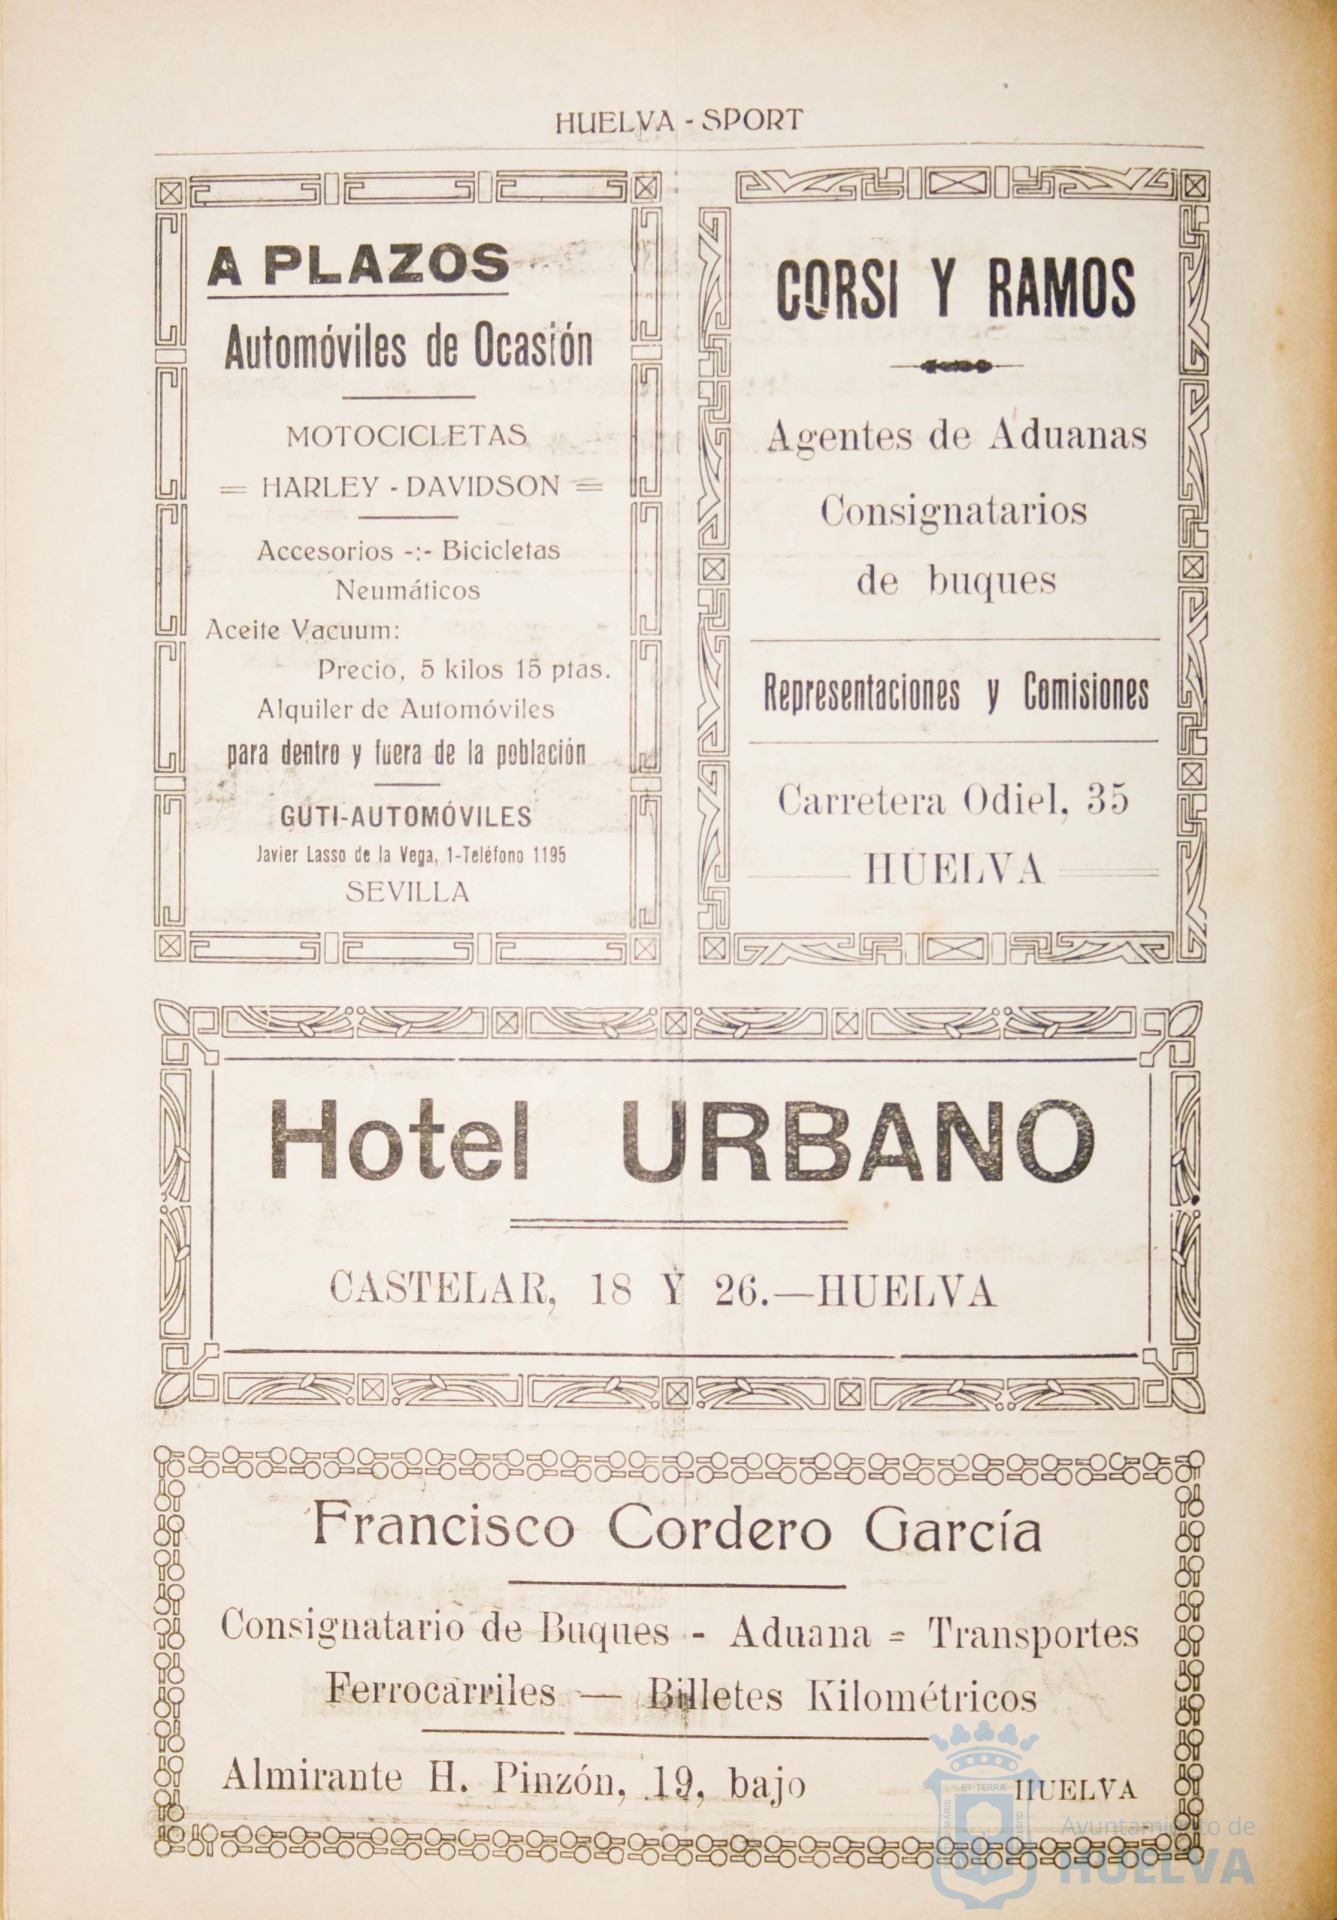 HUELVA - SPORT
A PLAZOS
Automóviles de Ocasión
MOTOCICLETAS
HARLEY - DAVIDSON
Accesorios -:- Bicicletas
Neumáticos
Aceite Vacuum:
Precio, 5 kilos 15 ptas.
Alquiler de Automóviles
para dentro y fuera de la población
GUTI-AUTOMÓVILES
Javier Lasso de la Vega, 1-Teléfono 1195
SEVILLA
CORSI Y RAMOS
Agentes de Aduanas
Consignatarios
de buques
Representaciones y Comisiones
Carretera Odiel, 35
HUELVA
Hotel URBANO
CASTELAR, 18 Y 26.—HUELVA
Francisco Cordero García
Consignatario de Buques - Aduana = Transportes
Ferrocarriles — Billetes Kilométricos
Almirante H. Pinzón, 19, bajo HUELVA
ET TERRÆ
MARIS
Ayuntamiento de
HUELVA